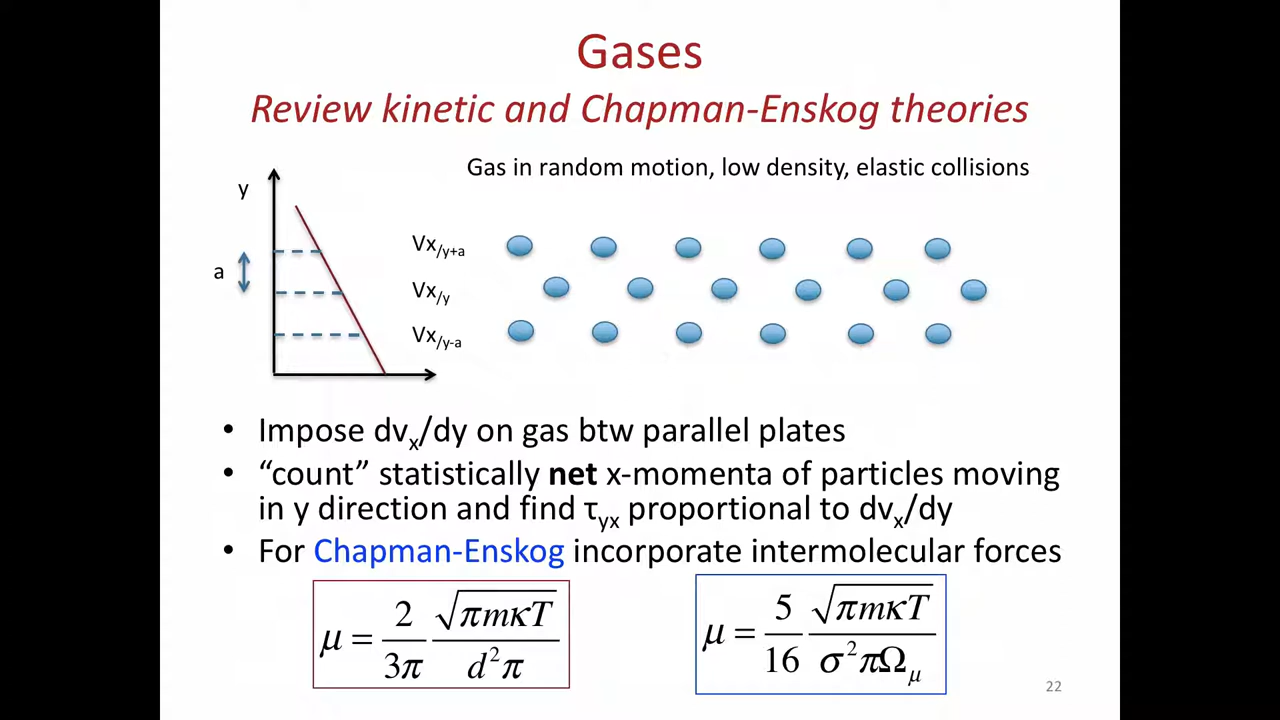 Gases
Review kinetic and Chapman-Enskog theories
Gas in random motion, low density, elastic collisions
y
a
Vx/y+a
Vx/y
Vx/y-a
• Impose dvx/dy on gas btw parallel plates
• “count” statistically net x-momenta of particles moving
in y direction and find τyx proportional to dvx/dy
• For Chapman-Enskog incorporate intermolecular forces
μ = 2/3π √πmκT/d²π
μ = 5/16 √πmκT/σ²πΩμ
22